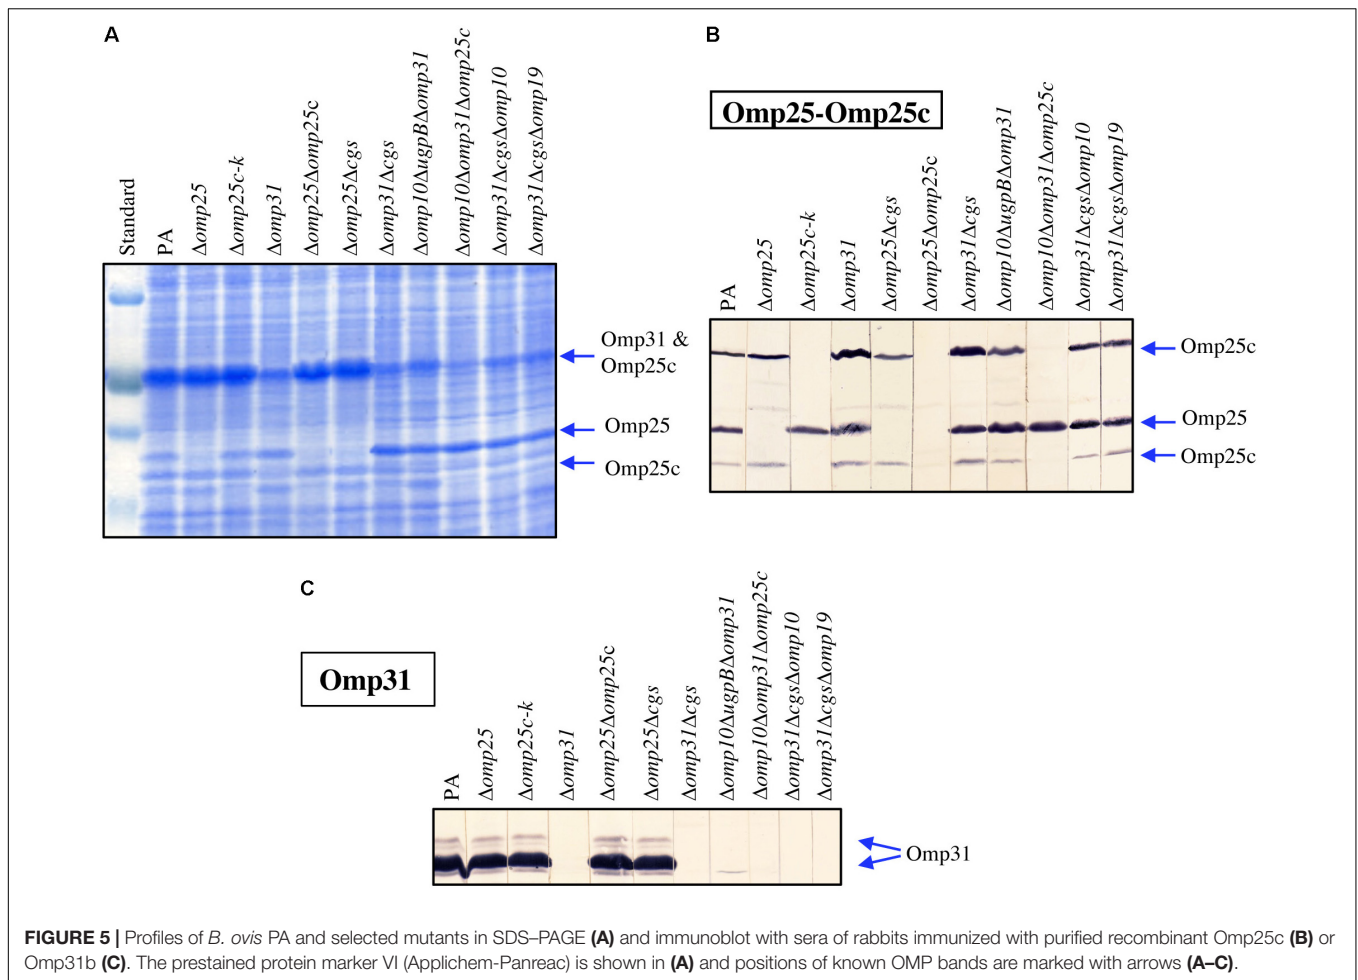 A
Standard
PA
Δomp25
Δomp25c-k
Δomp31
Δomp25Δomp25c
Δomp25Δcgs
Δomp31Δcgs
Δomp10ΔugpBΔomp31
Δomp10Δomp31Δomp25c
Δomp31ΔcgsΔomp10
Δomp31ΔcgsΔomp19
Omp31 &
Omp25c
Omp25
Omp25c
B
Omp25-Omp25c
PA
Δomp25
Δomp25c-k
Δomp31
Δomp25Δcgs
Δomp25Δomp25c
Δomp31Δcgs
Δomp10ΔugpBΔomp31
Δomp10Δomp31Δomp25c
Δomp31ΔcgsΔomp10
Δomp31ΔcgsΔomp19
Omp25c
Omp25
Omp25c
C
Omp31
PA
Δomp25
Δomp25c-k
Δomp31
Δomp25Δomp25c
Δomp25Δcgs
Δomp31Δcgs
Δomp10ΔugpBΔomp31
Δomp10Δomp31Δomp25c
Δomp31ΔcgsΔomp10
Δomp31ΔcgsΔomp19
Omp31
FIGURE 5 | Profiles of B. ovis PA and selected mutants in SDS–PAGE (A) and immunoblot with sera of rabbits immunized with purified recombinant Omp25c (B) or
Omp31b (C). The prestained protein marker VI (Applichem-Panreac) is shown in (A) and positions of known OMP bands are marked with arrows (A–C).